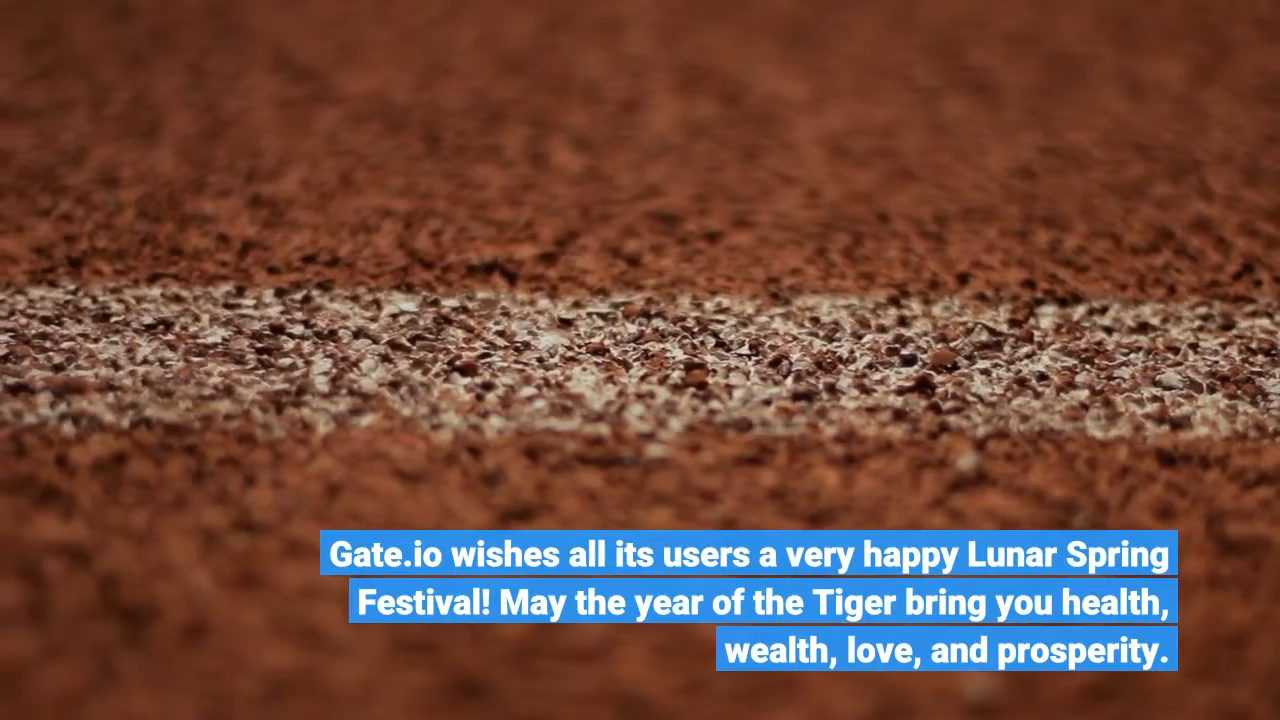 Gate.io wishes all its users a very happy Lunar Spring
Festival! May the year of the Tiger bring you health,
wealth, love, and prosperity.